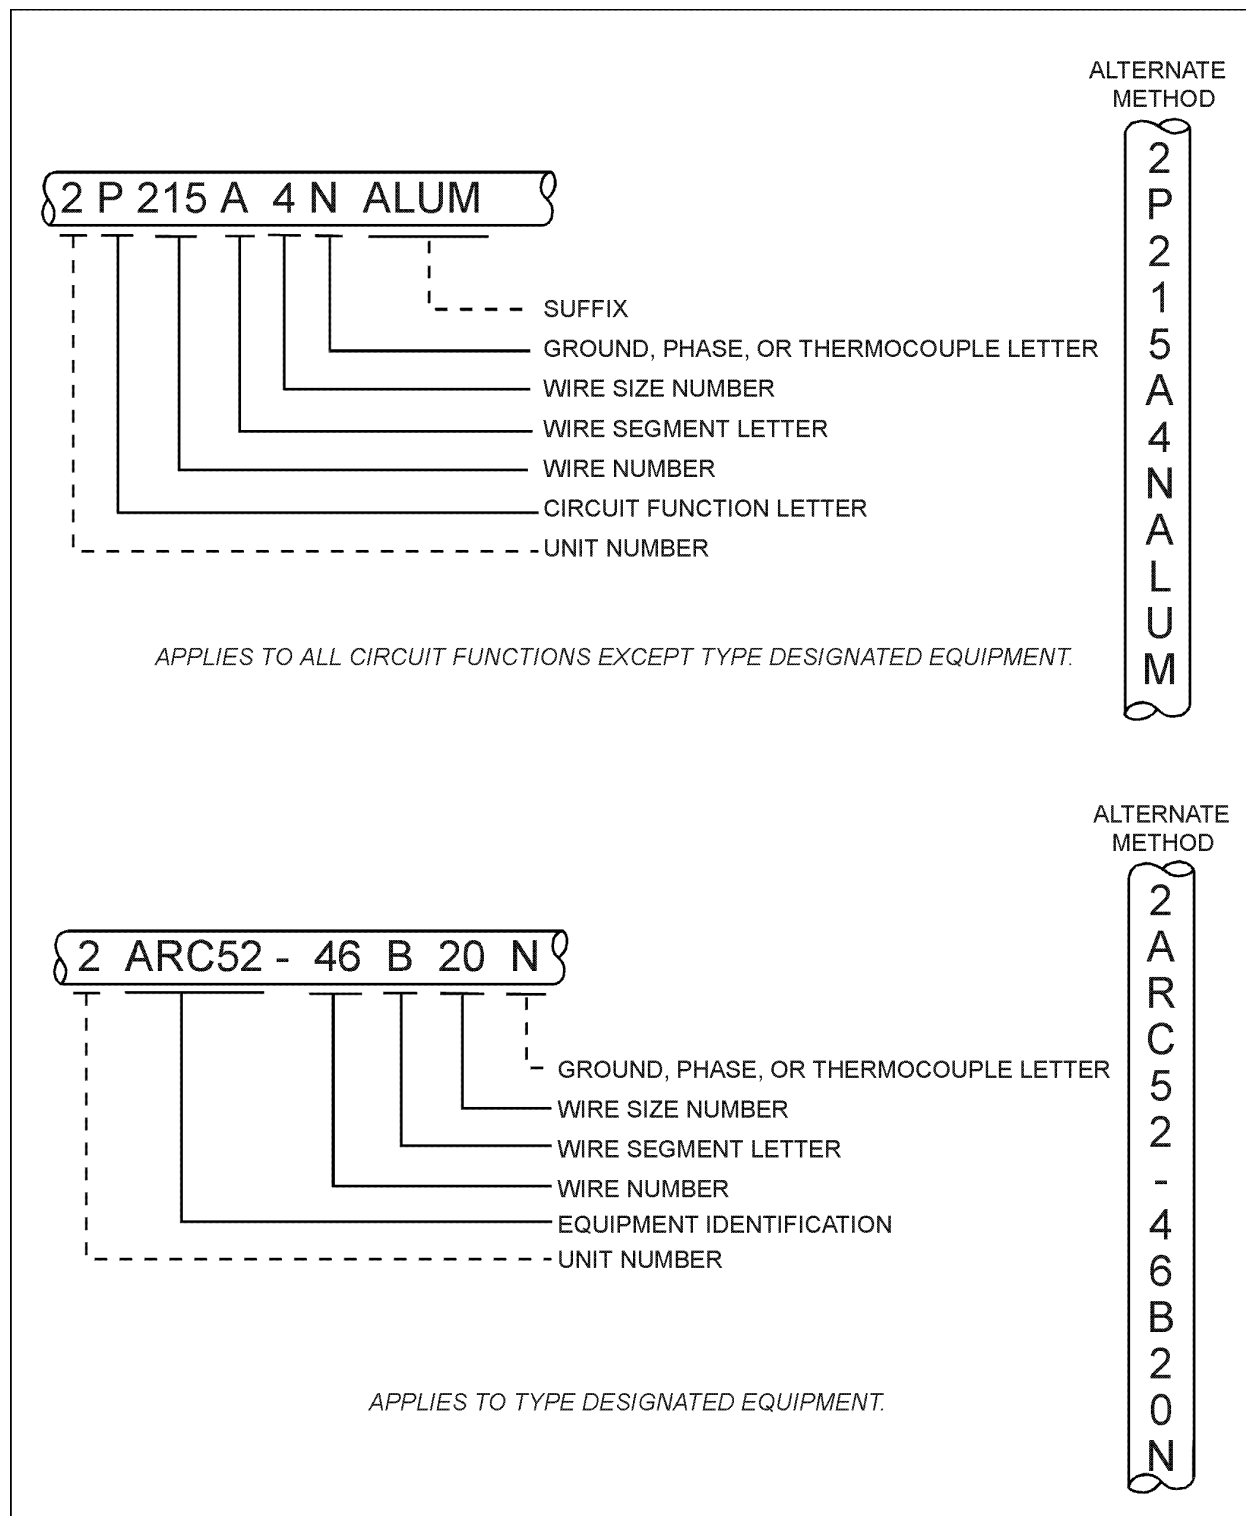 ALTERNATE
METHOD
2 P 215 A 4 N ALUM
SUFFIX
GROUND, PHASE, OR THERMOCOUPLE LETTER
WIRE SIZE NUMBER
WIRE SEGMENT LETTER
WIRE NUMBER
CIRCUIT FUNCTION LETTER
UNIT NUMBER
APPLIES TO ALL CIRCUIT FUNCTIONS EXCEPT TYPE DESIGNATED EQUIPMENT.
2
P
2
1
5
A
4
N
A
L
U
M
ALTERNATE
METHOD
2 ARC52 - 46 B 20 N
GROUND, PHASE, OR THERMOCOUPLE LETTER
WIRE SIZE NUMBER
WIRE SEGMENT LETTER
WIRE NUMBER
EQUIPMENT IDENTIFICATION
UNIT NUMBER
APPLIES TO TYPE DESIGNATED EQUIPMENT.
2
A
R
C
5
2
-
4
6
B
2
0
N